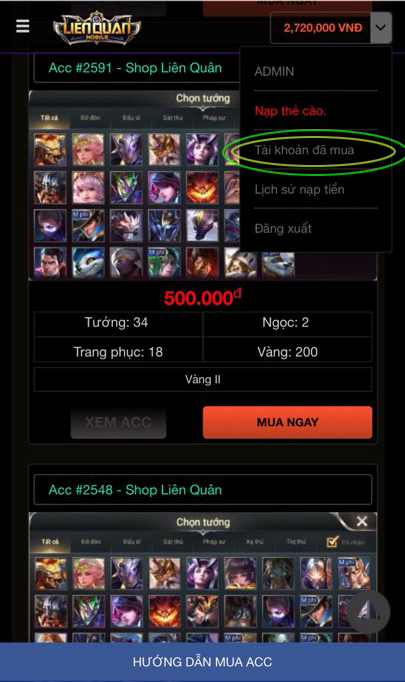 MUA NGAY
LIÊN QUÂN
MOBILE
2,720,000 VNĐ
ADMIN
Nạp thẻ cào.
Tài khoản đã mua
Lịch sử nạp tiền
Đăng xuất
Acc #2591 - Shop Liên Quân
Chọn tướng
Tất cả Đỡ đòn Đấu sĩ Sát thủ Pháp sư
M phí
M phí
500.000đ
Tướng: 34 Ngọc: 2
Trang phục: 18 Vàng: 200
Vàng II
XEM ACC MUA NGAY
Acc #2548 - Shop Liên Quân
Chọn tướng
Tất cả Đỡ đòn Đấu sĩ Sát thủ Pháp sư Xạ thủ Trợ thủ Đã nhận
M phí
M phí
HƯỚNG DẪN MUA ACC